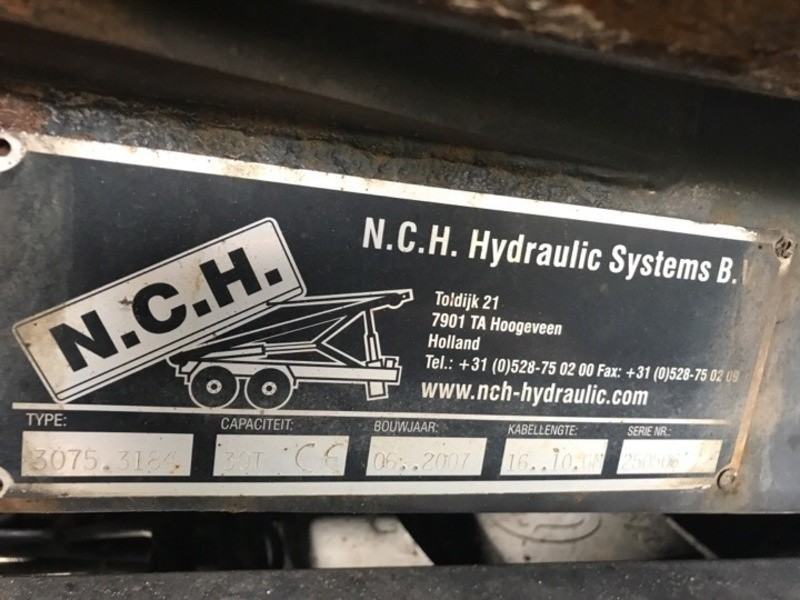 N.C.H. Hydraulic Systems B.V
N.C.H.
Toldijk 21
7901 TA Hoogeveen
Holland
Tel.: +31 (0)528-75 02 00 Fax: +31 (0)528-75 02 09
www.nch-hydraulic.com
TYPE: CAPACITEIT: BOUWJAAR: KABELLENGTE: SERIE NR.:
3075.3184 30T CE 06..2007